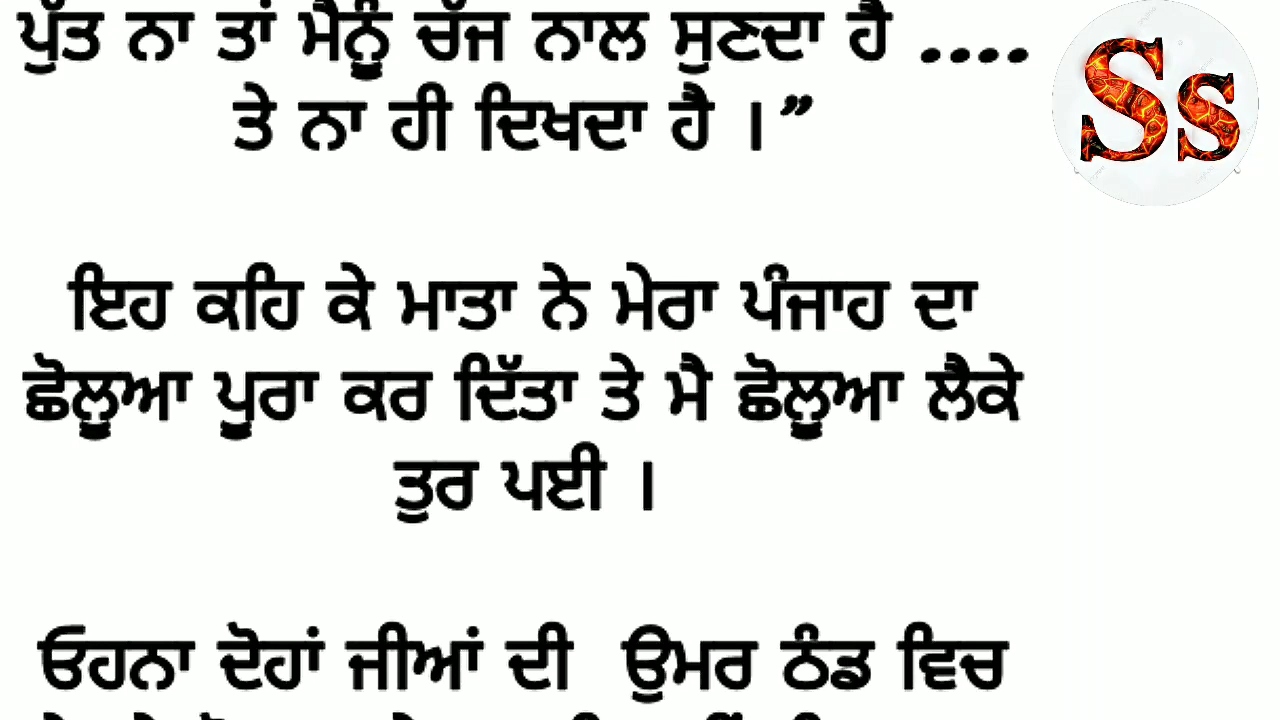 ਪੁੱਤ ਨਾ ਤਾਂ ਮੈਨੂੰ ਚੱਜ ਨਾਲ ਸੁਣਦਾ ਹੈ ....
ਤੇ ਨਾ ਹੀ ਦਿਖਦਾ ਹੈ ।”
Ss
ਇਹ ਕਹਿ ਕੇ ਮਾਤਾ ਨੇ ਮੇਰਾ ਪੰਜਾਹ ਦਾ
ਛੋਲੂਆ ਪੂਰਾ ਕਰ ਦਿੱਤਾ ਤੇ ਮੈ ਛੋਲੂਆ ਲੈਕੇ
ਤੁਰ ਪਈ ।
ਓਹਨਾ ਦੋਹਾਂ ਜੀਆਂ ਦੀ ਉਮਰ ਠੰਡ ਵਿਚ